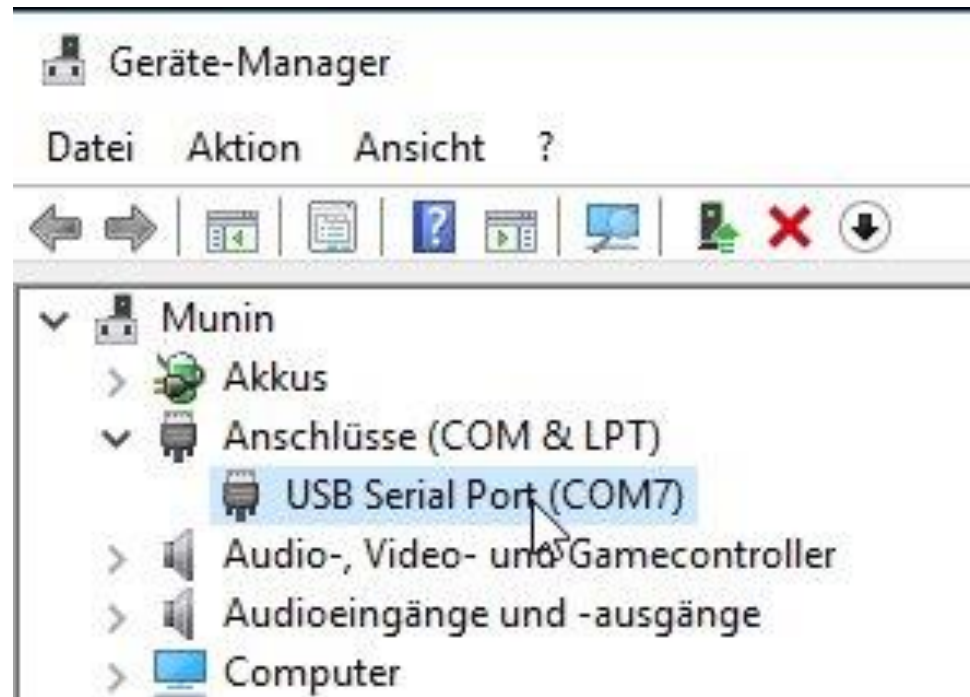 Geräte-Manager
Datei Aktion Ansicht ?
Munin
Akkus
Anschlüsse (COM & LPT)
USB Serial Port (COM7)
Audio-, Video- und Gamecontroller
Audioeingänge und -ausgänge
Computer